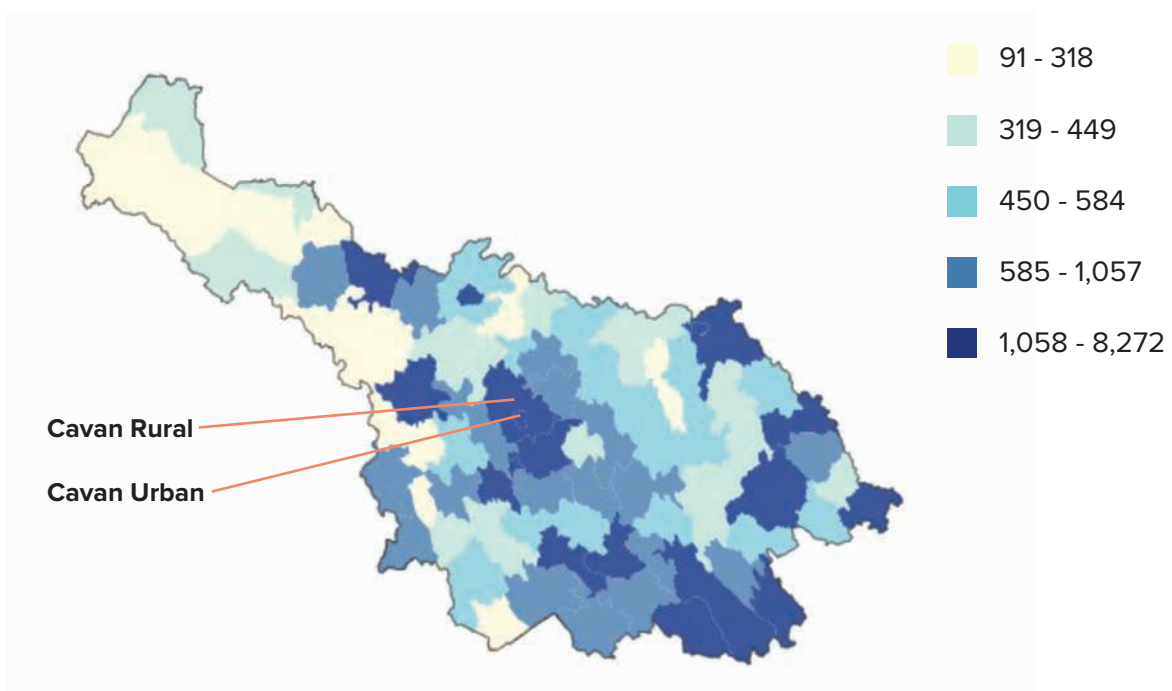 91 - 318
319 - 449
450 - 584
585 - 1,057
1,058 - 8,272
Cavan Rural
Cavan Urban